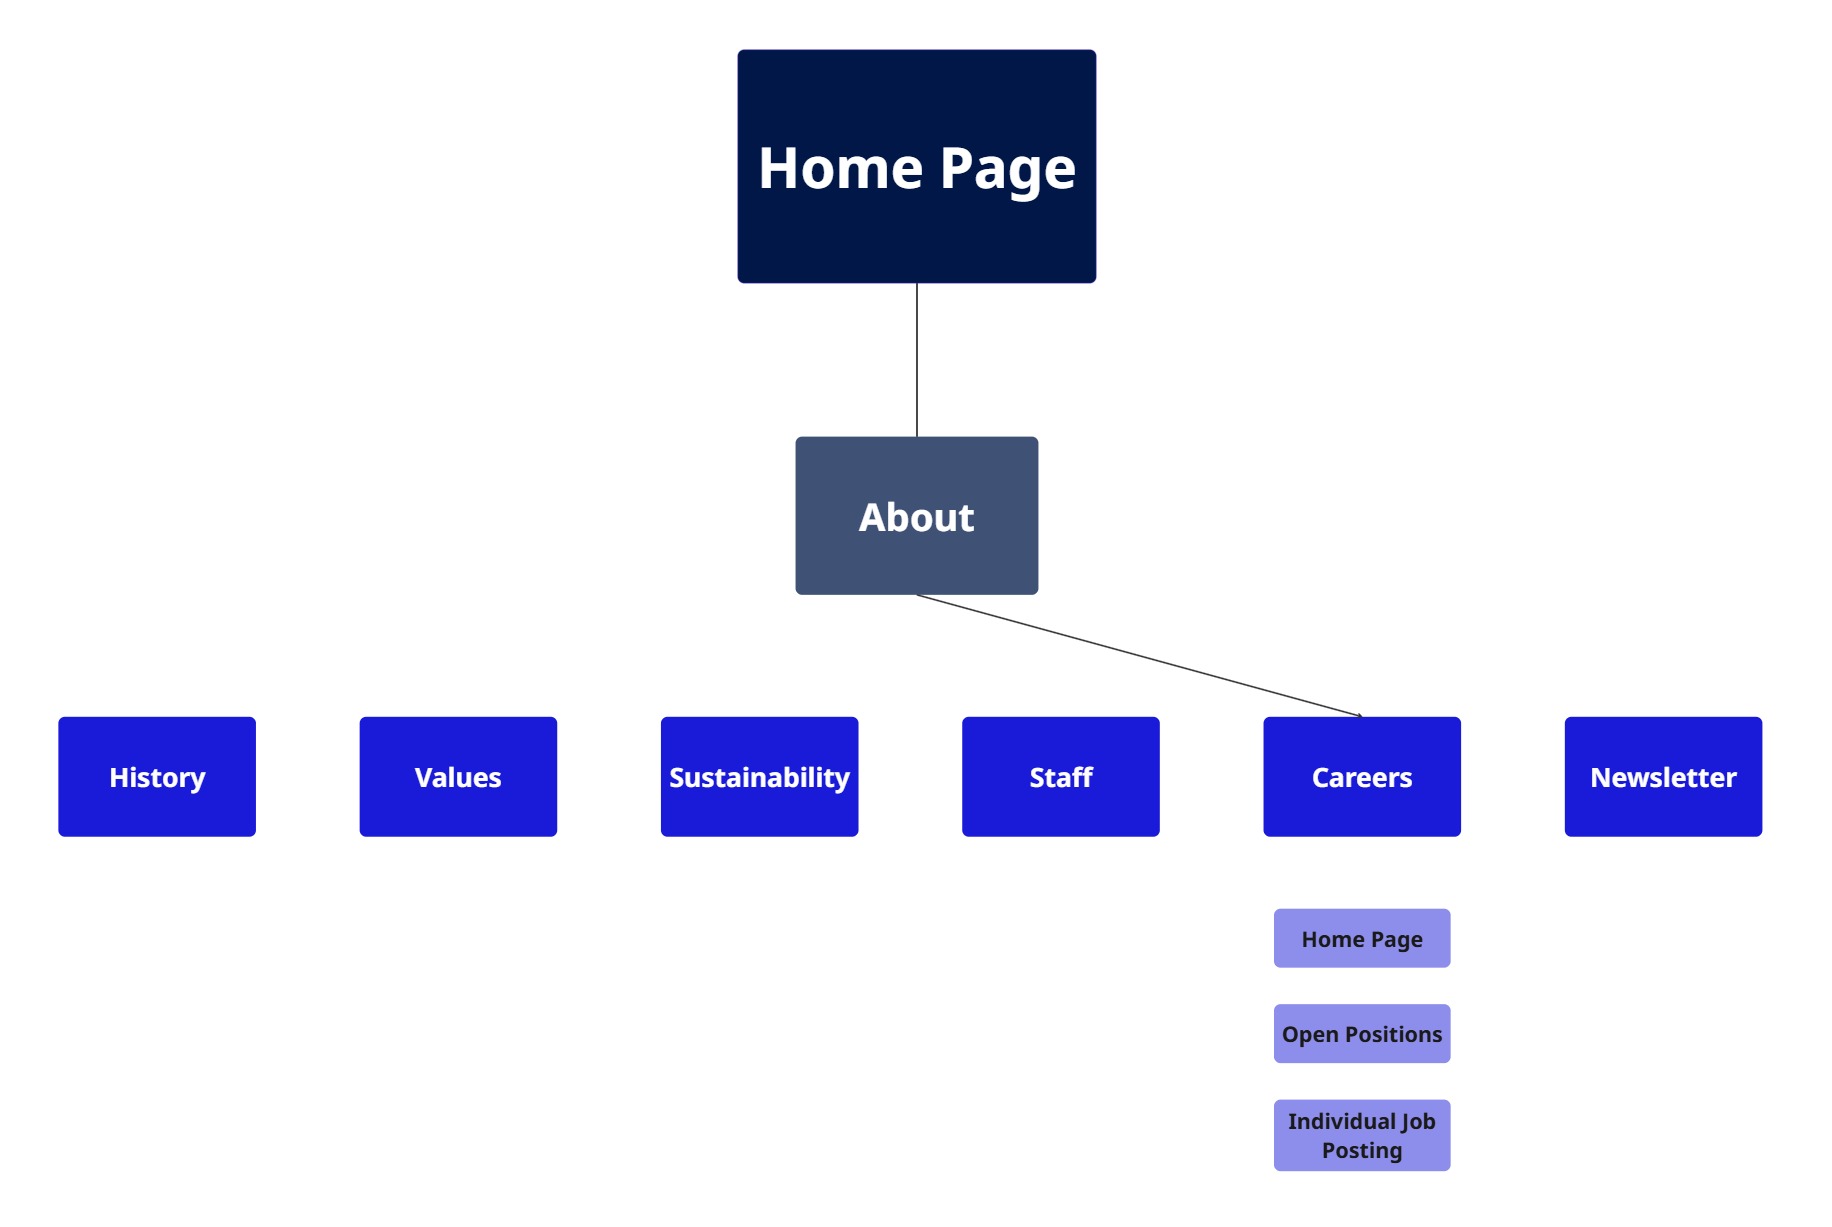 Home Page
About
History
Values
Sustainability
Staff
Careers
Newsletter
Home Page
Open Positions
Individual Job
Posting